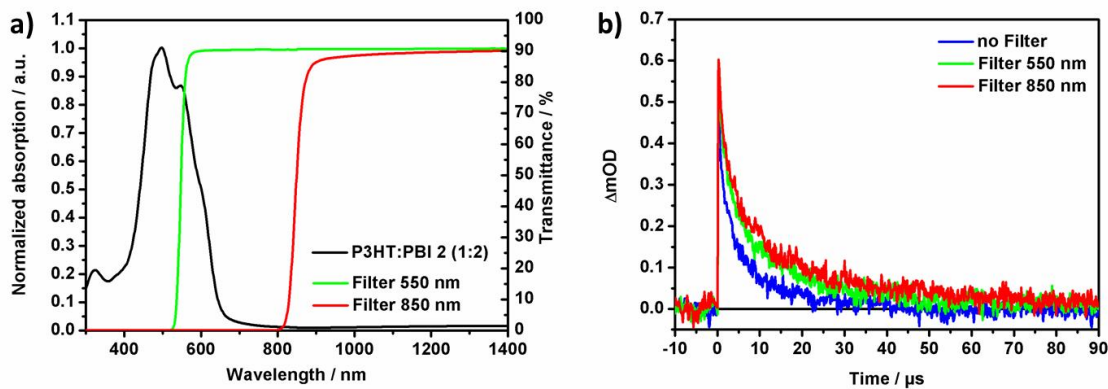 a)
1.1
1.0
0.9
0.8
0.7
0.6
0.5
0.4
0.3
0.2
0.1
0.0
Normalized absorption / a.u.
400 600 800 1000 1200 1400
Wavelength / nm
100
90
80
70
60
50
40
30
20
10
0
Transmittance / %
P3HT:PBI 2 (1:2)
Filter 550 nm
Filter 850 nm
b)
0.7
0.6
0.5
0.4
0.3
0.2
0.1
0.0
ΔmOD
no Filter
Filter 550 nm
Filter 850 nm
-10 0 10 20 30 40 50 60 70 80 90
Time / µs